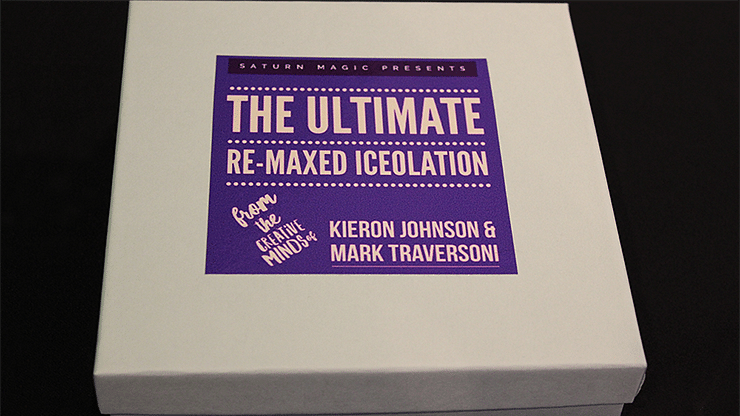 SATURN MAGIC PRESENTS
THE ULTIMATE
RE-MAXED ICEOLATION
from
the
CREATIVE
MINDS of
KIERON JOHNSON &
MARK TRAVERSONI